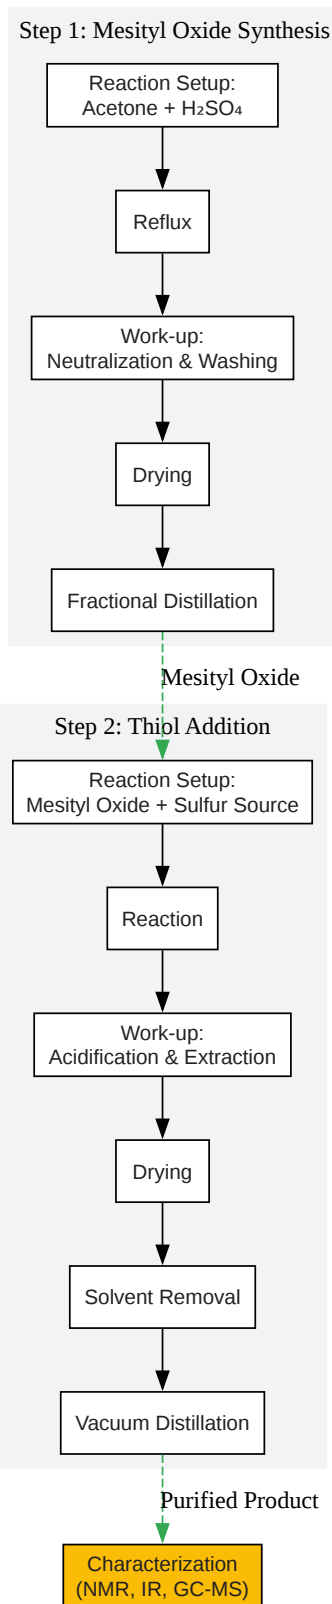 Step 1: Mesityl Oxide Synthesis
Reaction Setup:
Acetone + H₂SO₄
Reflux
Work-up:
Neutralization & Washing
Drying
Fractional Distillation
Mesityl Oxide
Step 2: Thiol Addition
Reaction Setup:
Mesityl Oxide + Sulfur Source
Reaction
Work-up:
Acidification & Extraction
Drying
Solvent Removal
Vacuum Distillation
Purified Product
Characterization
(NMR, IR, GC-MS)